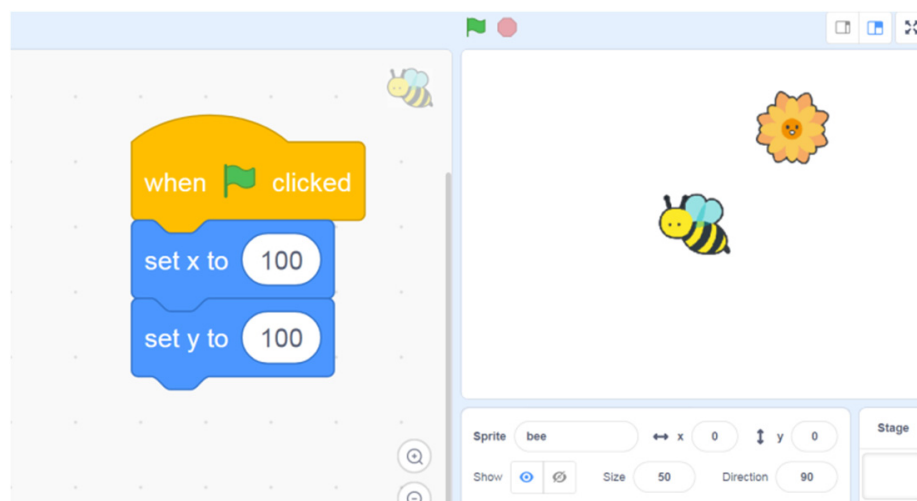 when clicked
set x to 100
set y to 100
Sprite bee x 0 y 0
Stage
Show Size 50 Direction 90